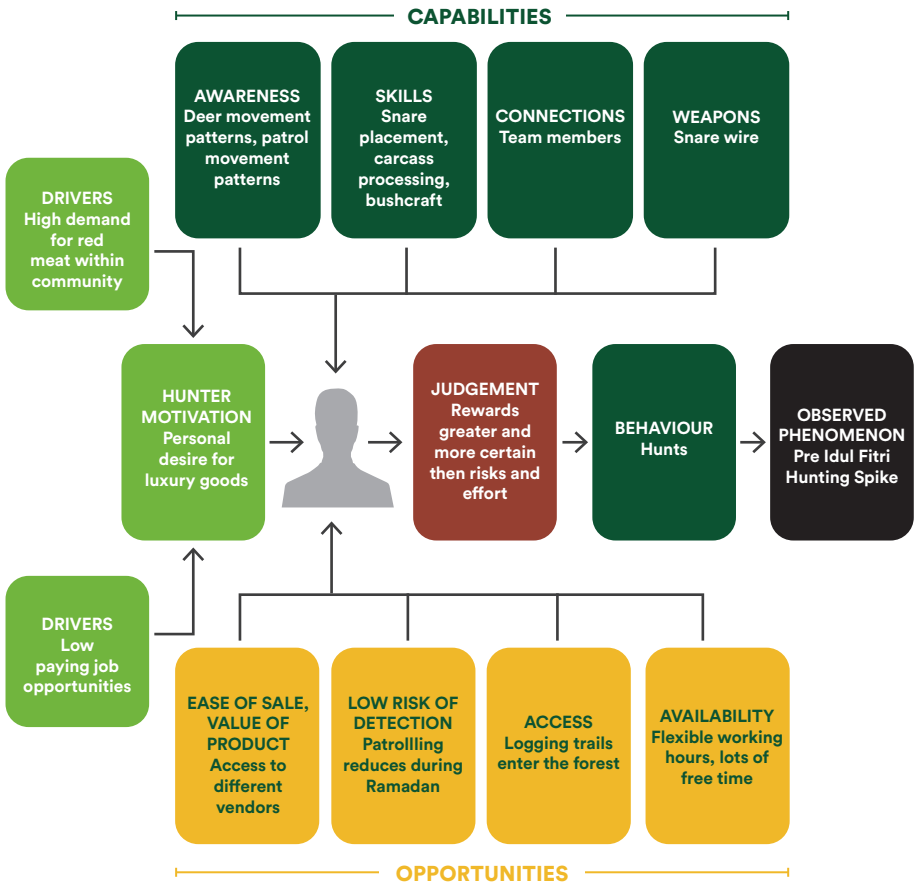 CAPABILITIES
AWARENESS
Deer movement
patterns, patrol
movement
patterns
SKILLS
Snare
placement,
carcass
processing,
bushcraft
CONNECTIONS
Team members
WEAPONS
Snare wire
DRIVERS
High demand
for red
meat within
community
HUNTER
MOTIVATION
Personal
desire for
luxury goods
JUDGEMENT
Rewards
greater and
more certain
then risks and
effort
BEHAVIOUR
Hunts
OBSERVED
PHENOMENON
Pre Idul Fitri
Hunting Spike
DRIVERS
Low
paying job
opportunities
EASE OF SALE,
VALUE OF
PRODUCT
Access to
different
vendors
LOW RISK OF
DETECTION
Patrollling
reduces during
Ramadan
ACCESS
Logging trails
enter the forest
AVAILABILITY
Flexible working
hours, lots of
free time
OPPORTUNITIES